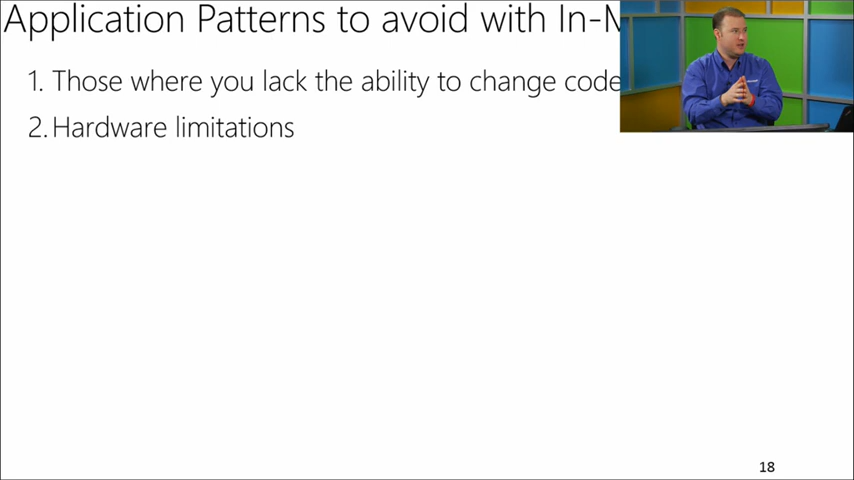 Application Patterns to avoid with In-
1. Those where you lack the ability to change code
2. Hardware limitations
18